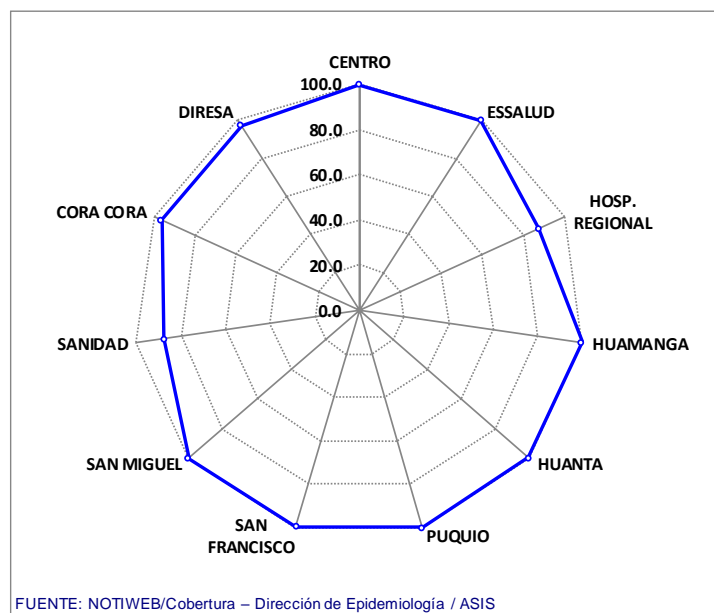 CENTRO
100.0
DIRESA
ESSALUD
80.0
60.0
HOSP.
REGIONAL
CORA CORA
40.0
20.0
0.0
SANIDAD
HUAMANGA
SAN MIGUEL
HUANTA
SAN
FRANCISCO
PUQUIO
FUENTE: NOTIWEB/Cobertura – Dirección de Epidemiología / ASIS